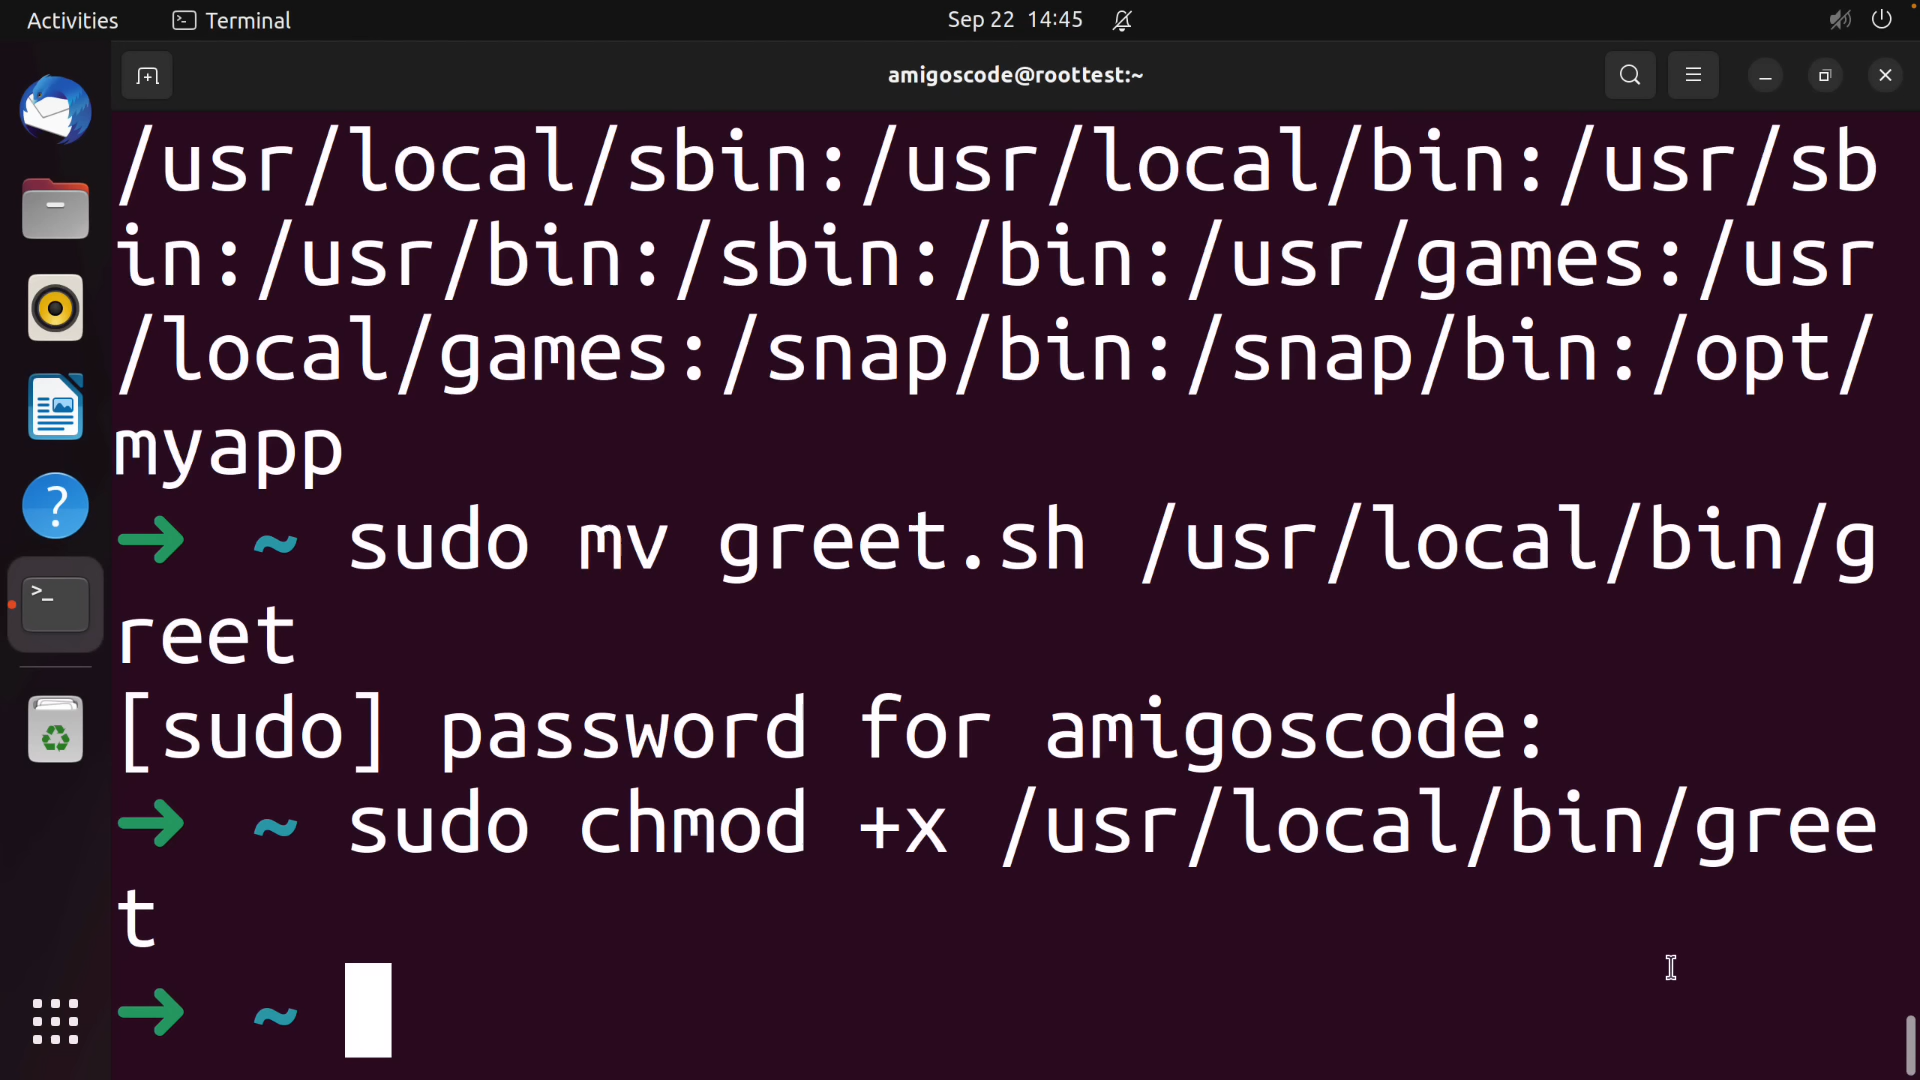 Activities Terminal Sep 22 14:45
amigoscode@roottest:~
/usr/local/sbin:/usr/local/bin:/usr/sb
in:/usr/bin:/sbin:/bin:/usr/games:/usr
/local/games:/snap/bin:/snap/bin:/opt/
myapp
➜ ~ sudo mv greet.sh /usr/local/bin/g
reet
[sudo] password for amigoscode:
➜ ~ sudo chmod +x /usr/local/bin/gree
t
➜ ~